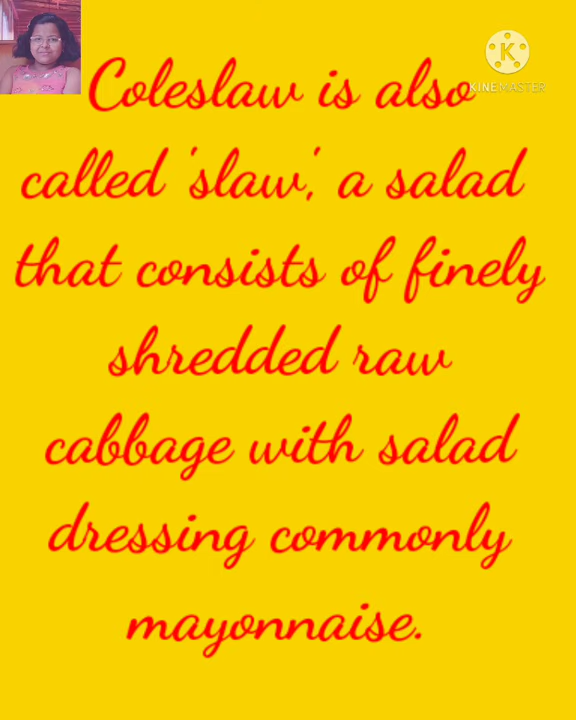 Coleslaw is also
K
KINEMASTER
called 'slaw', a salad
that consists of finely
shredded raw
cabbage with salad
dressing commonly
mayonnaise.